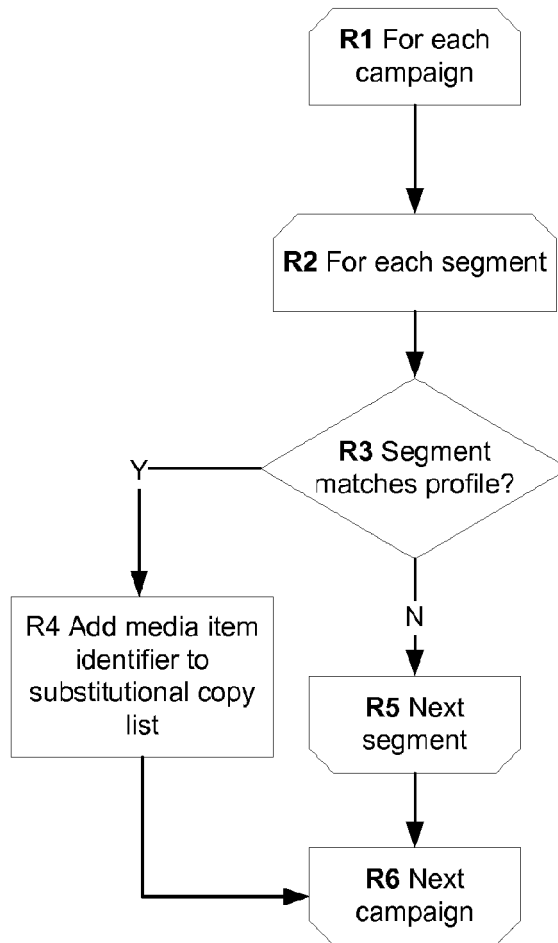 R1 For each
campaign
R2 For each segment
R3 Segment
matches profile?
Y
N
R4 Add media item
identifier to
substitutional copy
list
R5 Next
segment
R6 Next
campaign